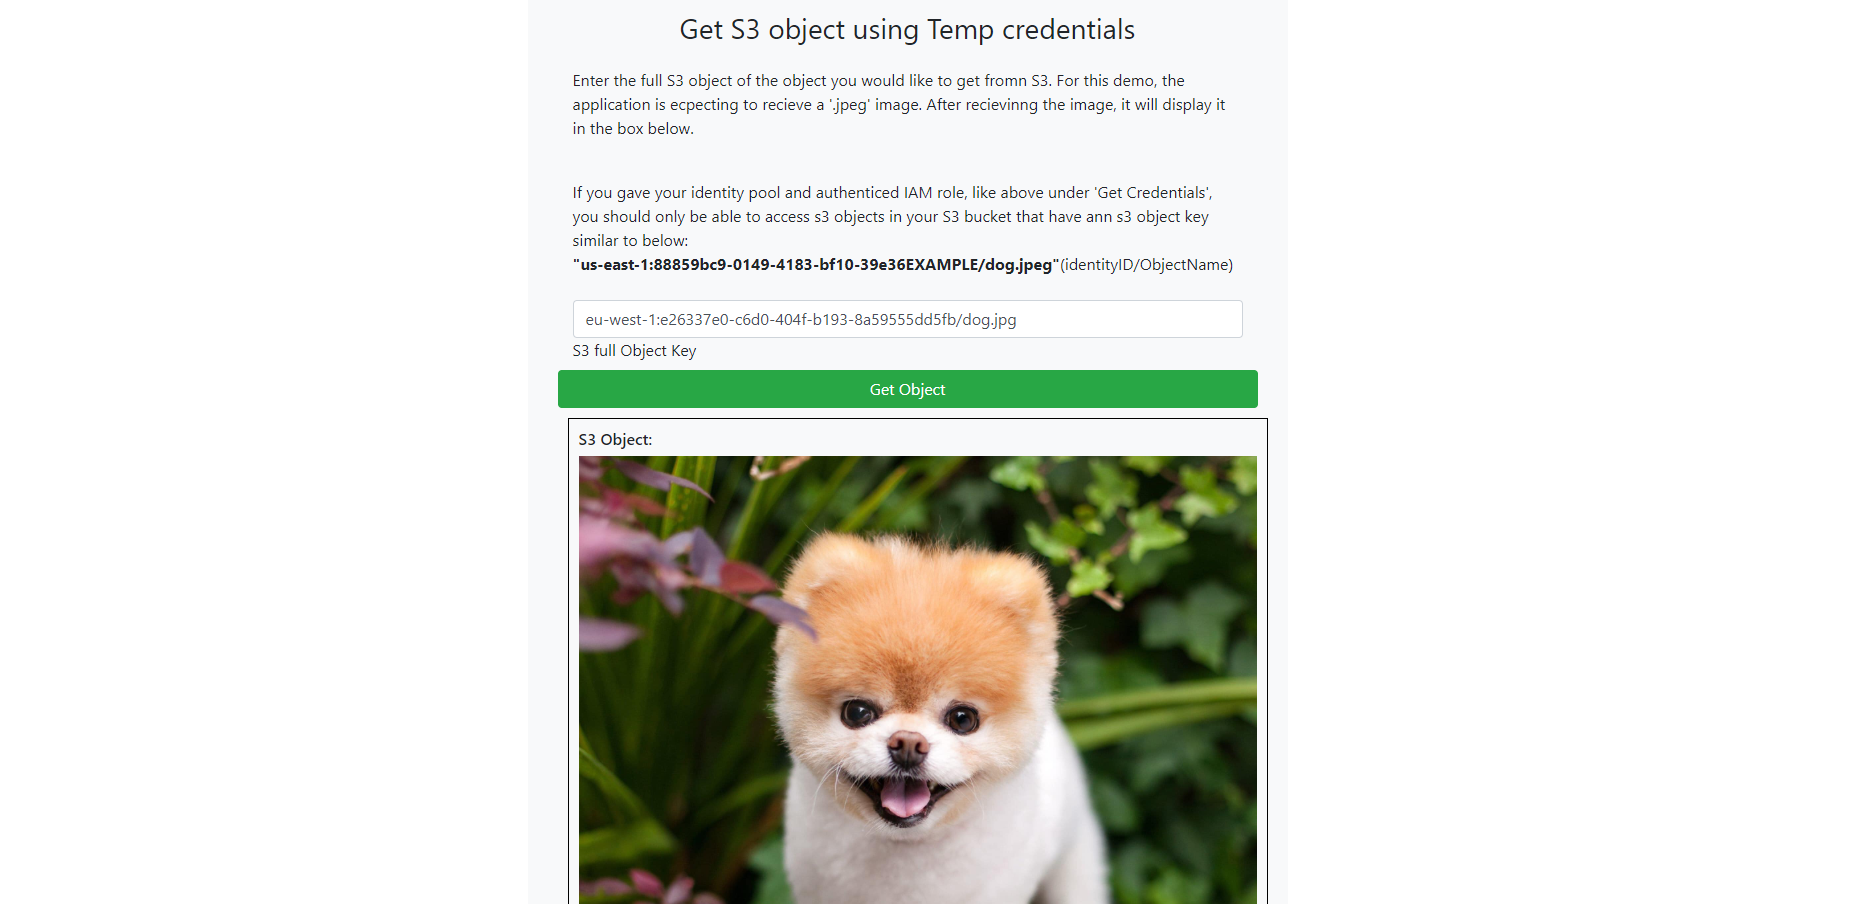 Get S3 object using Temp credentials
Enter the full S3 object of the object you would like to get fromn S3. For this demo, the
application is ecpecting to recieve a '.jpeg' image. After recievinng the image, it will display it
in the box below.
If you gave your identity pool and authenticed IAM role, like above under 'Get Credentials',
you should only be able to access s3 objects in your S3 bucket that have ann s3 object key
similar to below:
"us-east-1:88859bc9-0149-4183-bf10-39e36EXAMPLE/dog.jpeg"(identityID/ObjectName)
eu-west-1:e26337e0-c6d0-404f-b193-8a59555dd5fb/dog.jpg
S3 full Object Key
Get Object
S3 Object: